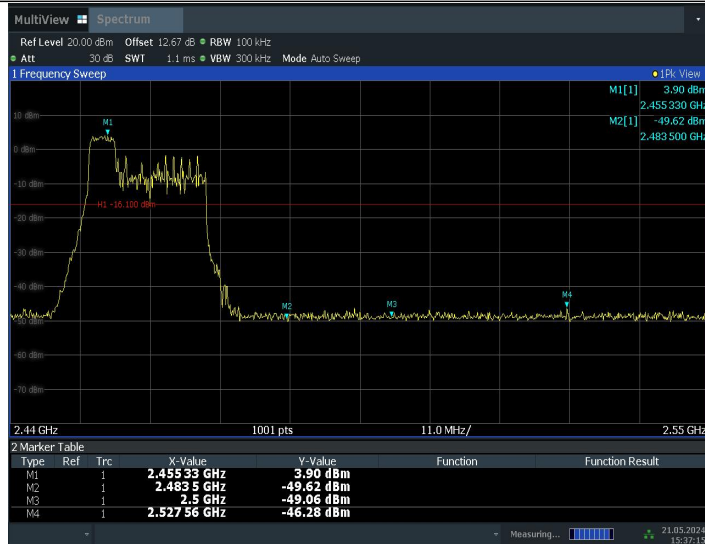 MultiView Spectrum
Ref Level 20.00 dBm Offset 12.67 dB RBW 100 kHz
Att 30 dB SWT 1.1 ms VBW 300 kHz Mode Auto Sweep
1 Frequency Sweep 1Pk View
M1[1] 3.90 dBm
2.455 330 GHz
M2[1] -49.62 dBm
2.483 500 GHz
10 dBm
M1
0 dBm
-10 dBm
H1 -16.100 dBm
-20 dBm
-30 dBm
-40 dBm
M2 M3 M4
-50 dBm
-60 dBm
-70 dBm
2.44 GHz 1001 pts 11.0 MHz/ 2.55 GHz
2 Marker Table
Type Ref Trc X-Value Y-Value Function Function Result
M1 1 2.455 33 GHz 3.90 dBm
M2 1 2.483 5 GHz -49.62 dBm
M3 1 2.5 GHz -49.06 dBm
M4 1 2.527 56 GHz -46.28 dBm
Measuring... 21.05.2024
15:37:15